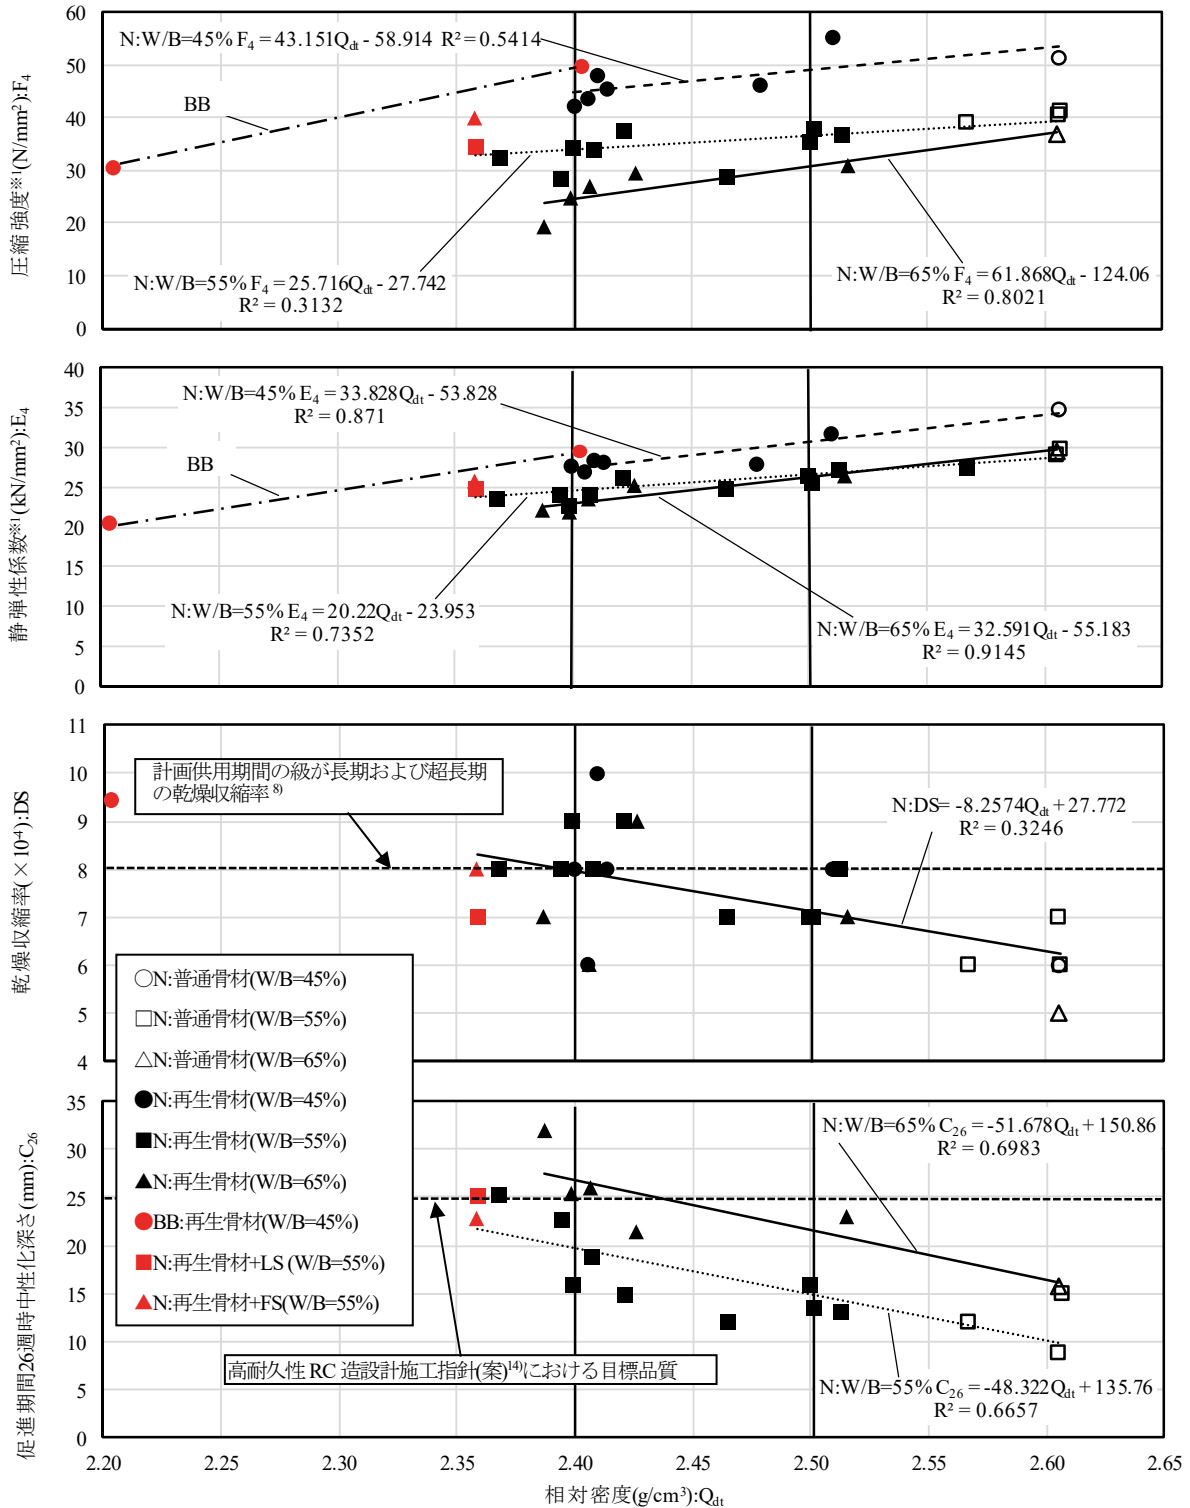 60
50
40
30
20
10
0
圧縮強度※1(N/mm²):F₄
N:W/B=45% F₄ = 43.151Qdt - 58.914 R² = 0.5414
BB
N:W/B=55% F₄ = 25.716Qdt - 27.742
R² = 0.3132
N:W/B=65% F₄ = 61.868Qdt - 124.06
R² = 0.8021
40
35
30
25
20
15
10
5
0
静弾性係数※1(kN/mm²):E₄
N:W/B=45% E₄ = 33.828Qdt - 53.828
R² = 0.871
BB
N:W/B=55% E₄ = 20.22Qdt - 23.953
R² = 0.7352
N:W/B=65% E₄ = 32.591Qdt - 55.183
R² = 0.9145
11
10
9
8
7
6
5
4
乾燥収縮率(×10⁴):DS
計画供用期間の級が長期および超長期
の乾燥収縮率⁸⁾
N:DS= -8.2574Qdt + 27.772
R² = 0.3246
○N:普通骨材(W/B=45%)
□N:普通骨材(W/B=55%)
△N:普通骨材(W/B=65%)
●N:再生骨材(W/B=45%)
■N:再生骨材(W/B=55%)
▲N:再生骨材(W/B=65%)
●BB:再生骨材(W/B=45%)
■N:再生骨材+LS (W/B=55%)
▲N:再生骨材+FS(W/B=55%)
35
30
25
20
15
10
5
0
促進期間26週時中性化深さ(mm):C₂₆
N:W/B=65% C₂₆ = -51.678Qdt + 150.86
R² = 0.6983
高耐久性 RC 造設計施工指針(案)¹⁴⁾における目標品質
N:W/B=55% C₂₆ = -48.322Qdt + 135.76
R² = 0.6657
2.20 2.25 2.30 2.35 2.40 2.45 2.50 2.55 2.60 2.65
相対密度(g/cm³):Qdt